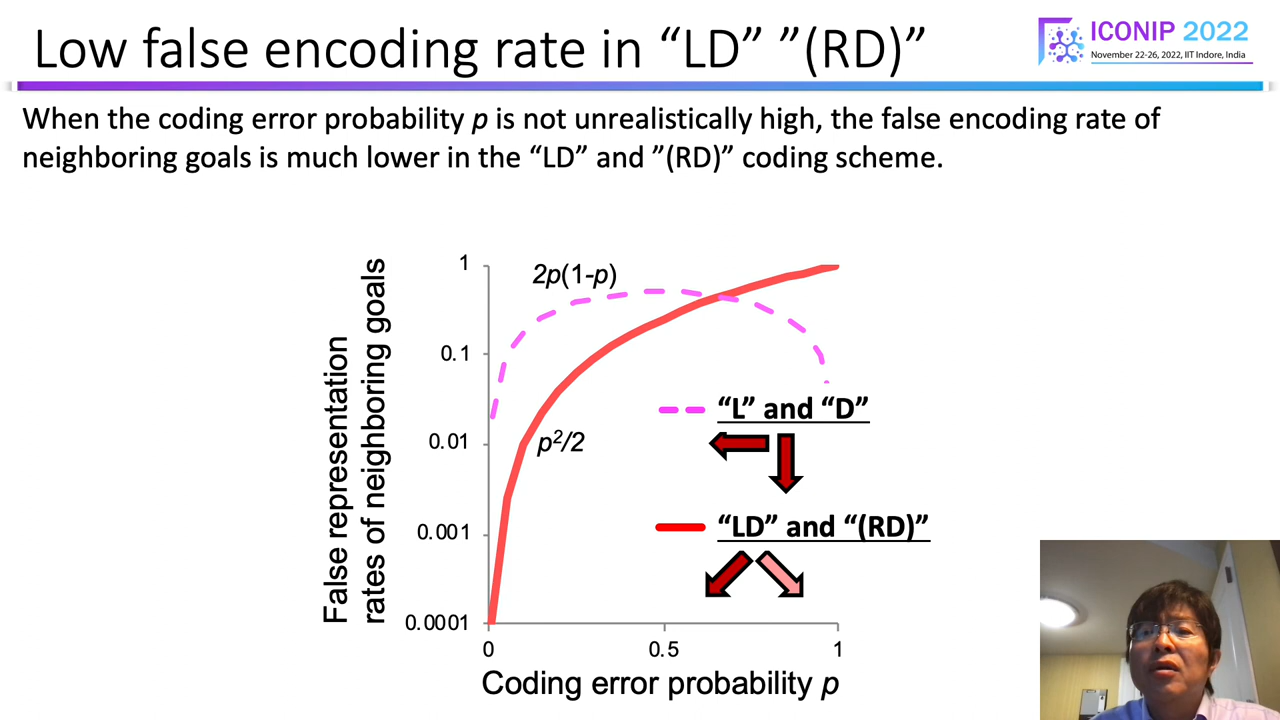 Low false encoding rate in “LD” ”(RD)”
ICONIP 2022
November 22-26, 2022, IIT Indore, India
When the coding error probability p is not unrealistically high, the false encoding rate of
neighboring goals is much lower in the “LD” and ”(RD)” coding scheme.
False representation
rates of neighboring goals
1
0.1
0.01
0.001
0.0001
2p(1-p)
p²/2
“L” and “D”
“LD” and “(RD)”
0
0.5
1
Coding error probability p